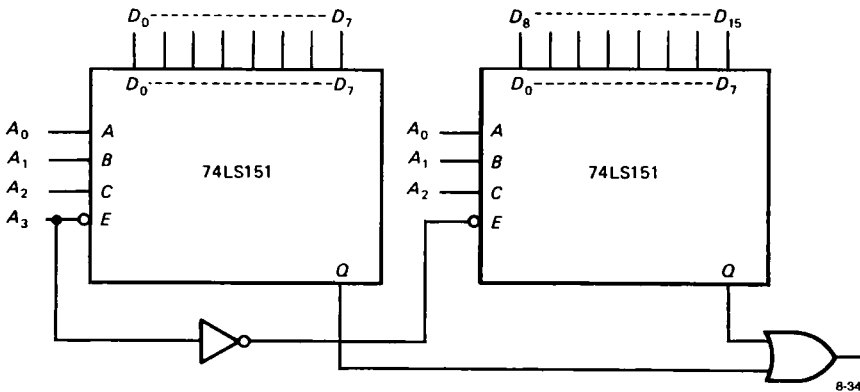 D₀ ---------------- D₇
D₈ ---------------- D₁₅
D₀ ---------------- D₇
D₀ ---------------- D₇
A₀ A
A₁ B
A₂ C
A₃ E
74LS151
Q
A₀ A
A₁ B
A₂ C
E
74LS151
Q
8-34